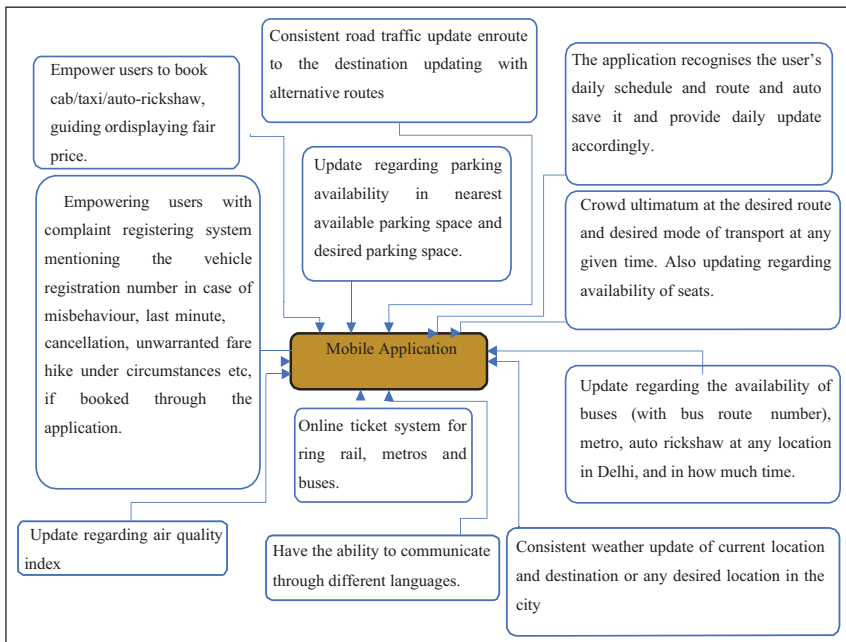 Consistent road traffic update enroute
to the destination updating with
alternative routes
Empower users to book
cab/taxi/auto-rickshaw,
guiding ordisplaying fair
price.
The application recognises the user's
daily schedule and route and auto
save it and provide daily update
accordingly.
Update regarding parking
availability in nearest
available parking space and
desired parking space.
Empowering users with
complaint registering system
mentioning the vehicle
registration number in case of
misbehaviour, last minute,
cancellation, unwarranted fare
hike under circumstances etc,
if booked through the
application.
Crowd ultimatum at the desired route
and desired mode of transport at any
given time. Also updating regarding
availability of seats.
Mobile Application
Update regarding the availability of
buses (with bus route number),
metro, auto rickshaw at any location
in Delhi, and in how much time.
Online ticket system for
ring rail, metros and
buses.
Update regarding air quality
index
Have the ability to communicate
through different languages.
Consistent weather update of current location
and destination or any desired location in the
city